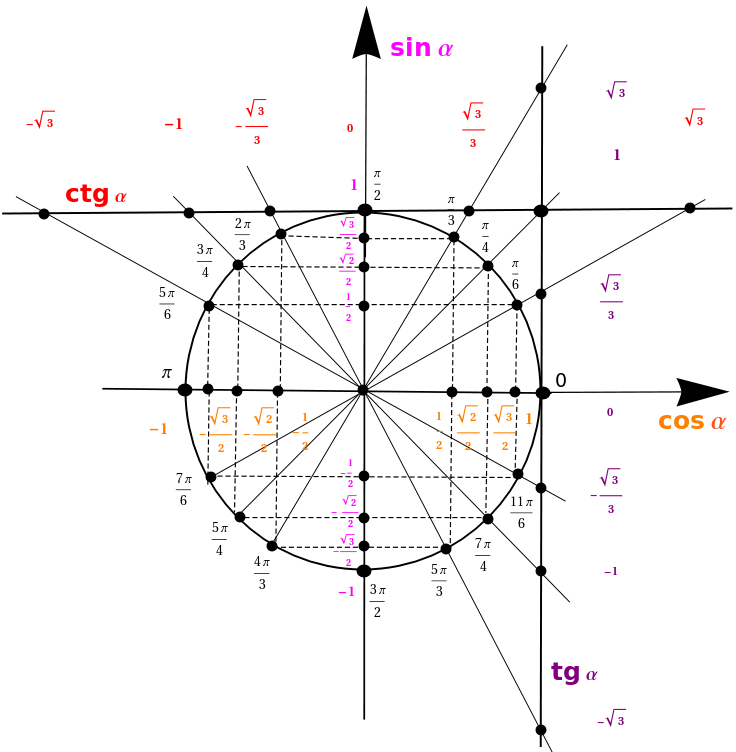 sin α
√3
-√3
-1
-√3/3
0
√3/3
√3
1
ctg α
1
π/2
π/3
2π/3
√3/2
π/4
3π/4
√2/2
π/6
5π/6
1/2
√3/3
π
0
-1
-√3/2
-√2/2
-1/2
1/2
√2/2
√3/2
1
cos α
0
7π/6
-1/2
11π/6
-√3/3
5π/4
-√2/2
7π/4
4π/3
-√3/2
5π/3
-1
-1
3π/2
tg α
-√3